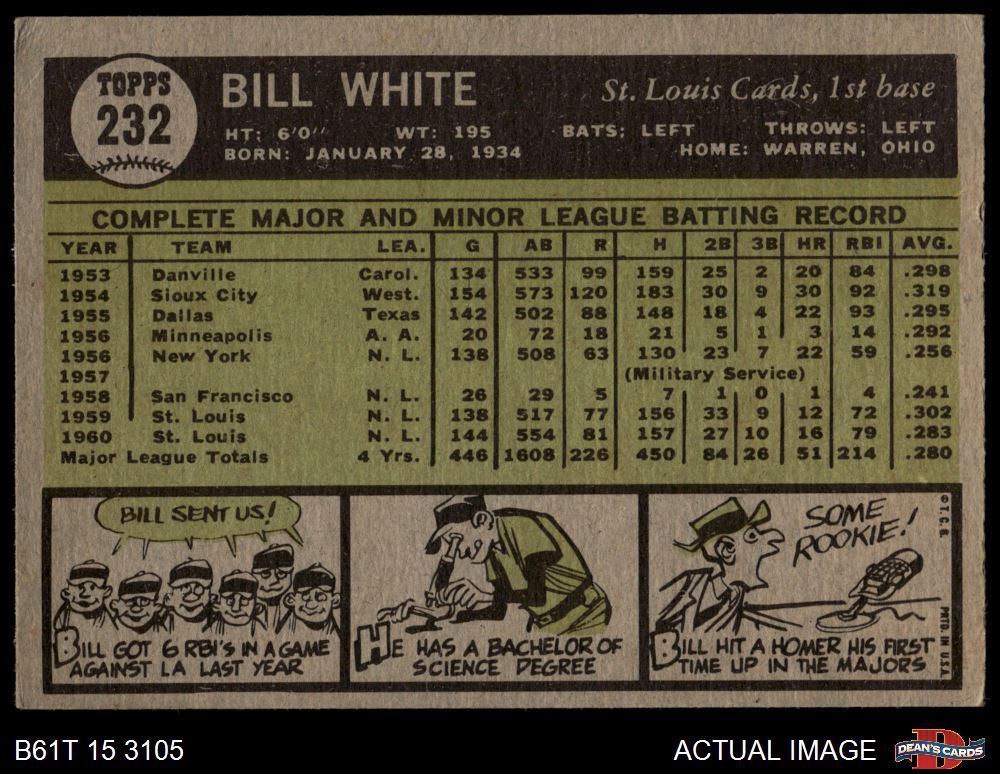 TOPPS
232
BILL WHITE
St. Louis Cards, 1st base
HT: 6'0" WT: 195 BATS: LEFT THROWS: LEFT
BORN: JANUARY 28, 1934 HOME: WARREN, OHIO
COMPLETE MAJOR AND MINOR LEAGUE BATTING RECORD
YEAR TEAM LEA. G AB R H 2B 3B HR RBI AVG.
1953 Danville Carol. 134 533 99 159 25 2 20 84 .298
1954 Sioux City West. 154 573 120 183 30 9 30 92 .319
1955 Dallas Texas 142 502 88 148 18 4 22 93 .295
1956 Minneapolis A. A. 20 72 18 21 5 1 3 14 .292
1956 New York N. L. 138 508 63 130 23 7 22 59 .256
1957 (Military Service)
1958 San Francisco N. L. 26 29 5 7 1 0 1 4 .241
1959 St. Louis N. L. 138 517 77 156 33 9 12 72 .302
1960 St. Louis N. L. 144 554 81 157 27 10 16 79 .283
Major League Totals 4 Yrs. 446 1608 226 450 84 26 51 214 .280
BILL SENT US!
BILL GOT 6 RBI'S IN A GAME
AGAINST LA LAST YEAR
HE HAS A BACHELOR OF
SCIENCE DEGREE
SOME
ROOKIE!
BILL HIT A HOMER HIS FIRST
TIME UP IN THE MAJORS
© T.C.G.
PRTD IN U.S.A.
B61T 15 3105
ACTUAL IMAGE
D
DEAN'S CARDS